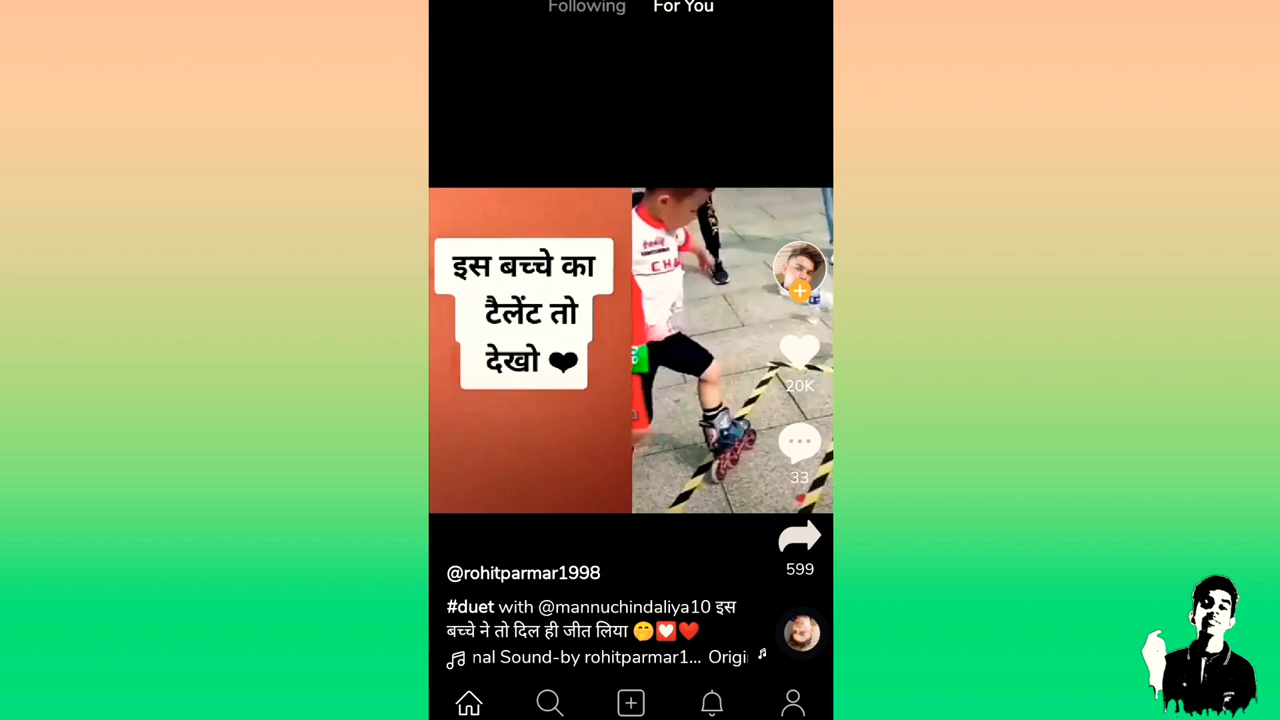 Following For You
इस बच्चे का
टैलेंट तो
देखो ❤
CHA
20K
33
599
@rohitparmar1998
#duet with @mannuchindaliya10 इस
बच्चे ने तो दिल ही जीत लिया 🤭💟❤️
nal Sound-by rohitparmar1... Origi